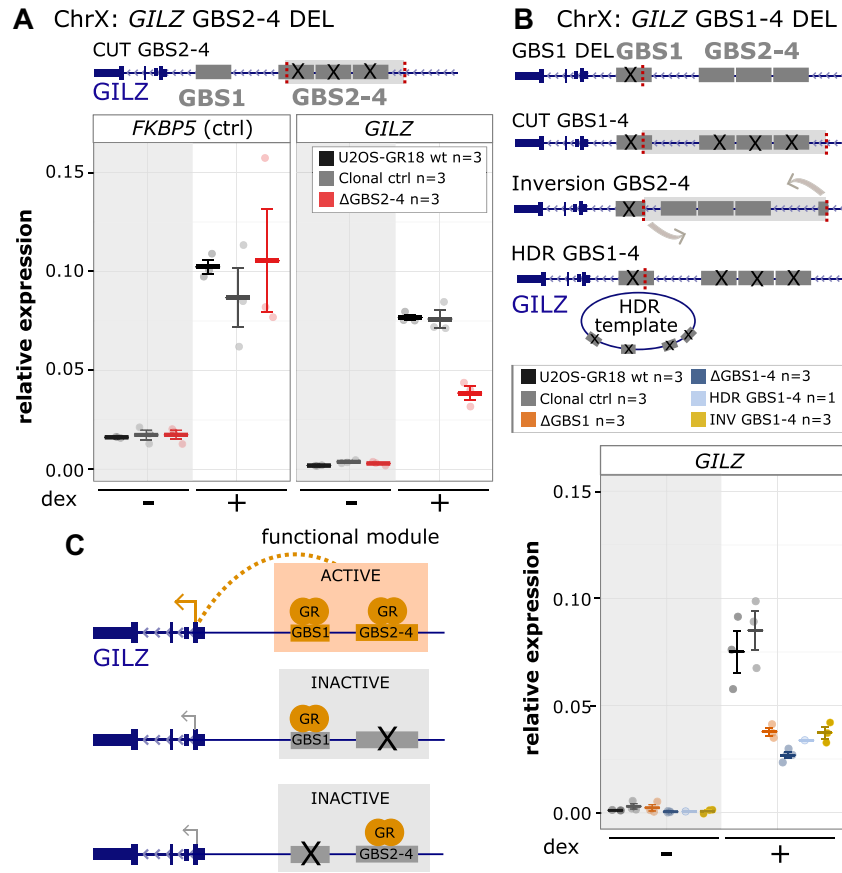 A ChrX: GILZ GBS2-4 DEL
CUT GBS2-4
X X X
GILZ
GBS1 GBS2-4
FKBP5 (ctrl) GILZ
U2OS-GR18 wt n=3
Clonal ctrl n=3
ΔGBS2-4 n=3
relative expression
0.15
0.10
0.05
0.00
dex - + - +
B ChrX: GILZ GBS1-4 DEL
GBS1 DEL GBS1 GBS2-4
X
CUT GBS1-4
X X X X
Inversion GBS2-4
X
HDR GBS1-4
X X X X
GILZ
HDR
template
X X X X
U2OS-GR18 wt n=3
Clonal ctrl n=3
ΔGBS1 n=3
ΔGBS1-4 n=3
HDR GBS1-4 n=1
INV GBS1-4 n=3
GILZ
relative expression
0.15
0.10
0.05
0.00
dex - +
C functional module
ACTIVE
GR GR
GBS1 GBS2-4
GILZ
INACTIVE
GR
GBS1 X
INACTIVE
GR
X GBS2-4